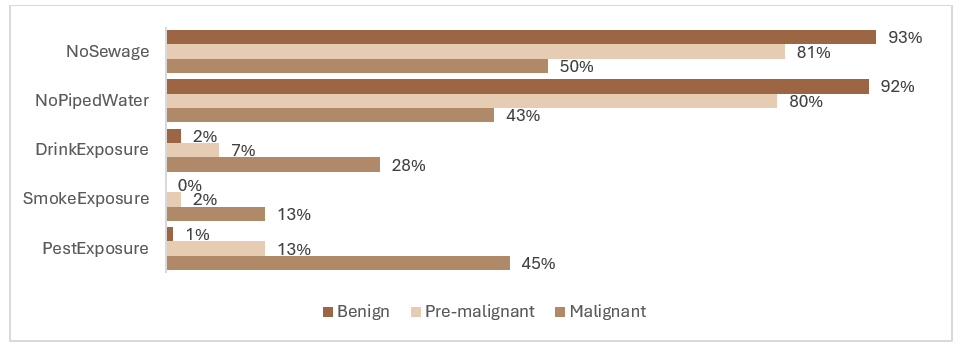 NoSewage
93%
81%
50%
NoPipedWater
92%
80%
43%
DrinkExposure
2%
7%
28%
SmokeExposure
0%
2%
13%
PestExposure
1%
13%
45%
Benign Pre-malignant Malignant